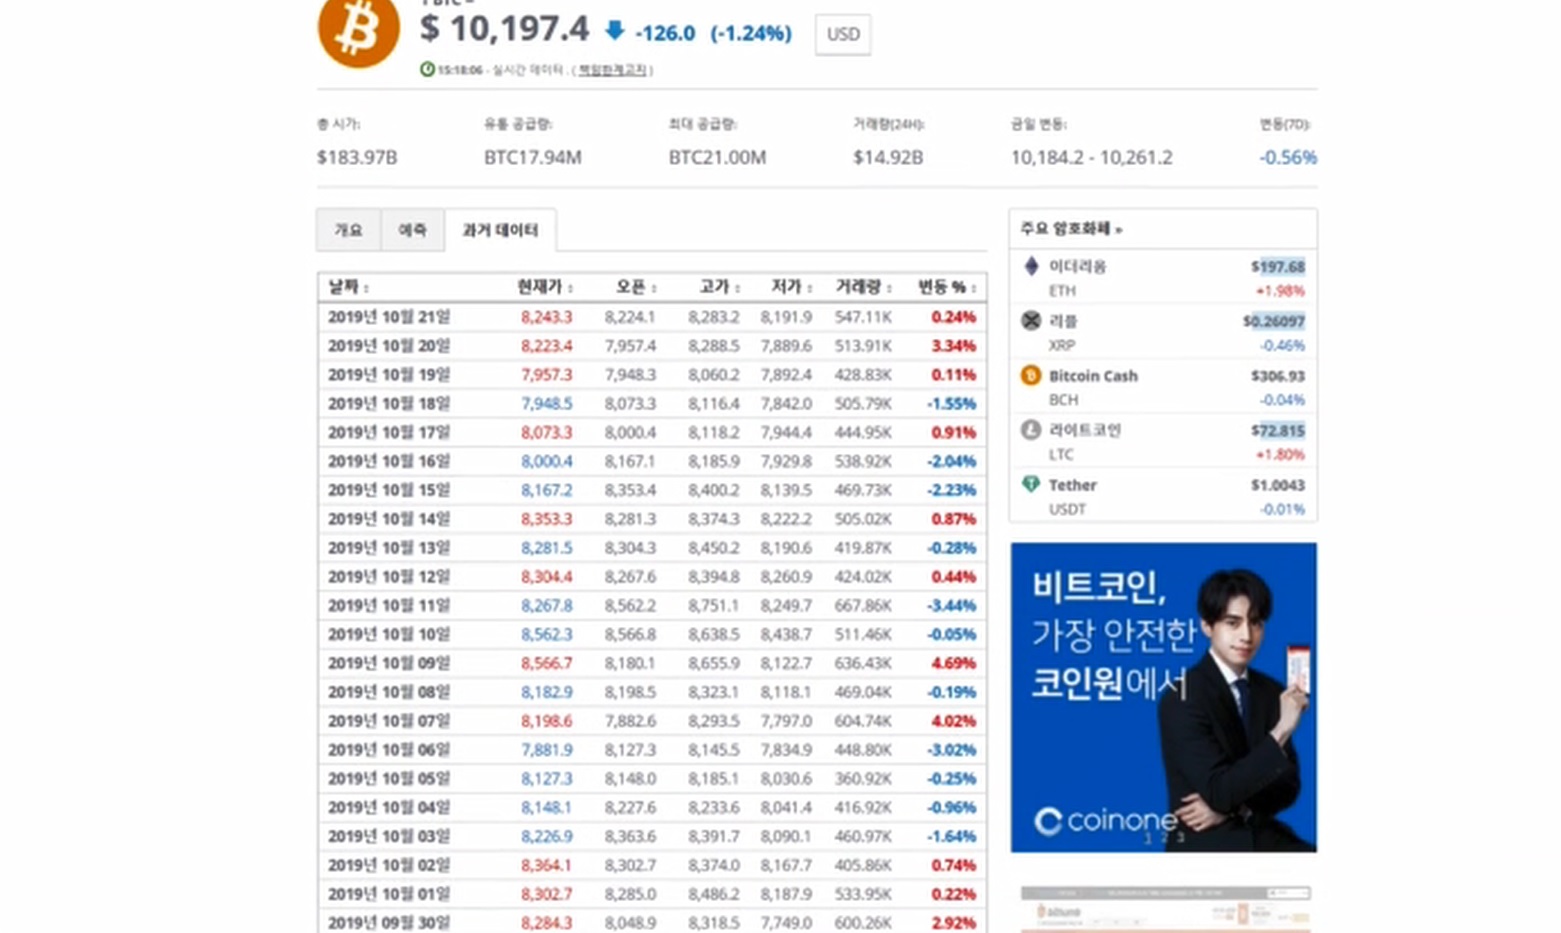 $ 10,197.4 -126.0 (-1.24%) USD
15:18:06 - 실시간 데이터 . ( 책임한계고지 )
총 시가: 유통 공급량: 최대 공급량: 거래량(24H): 금일 변동: 변동(7D):
$183.97B BTC17.94M BTC21.00M $14.92B 10,184.2 - 10,261.2 -0.56%
개요 예측 과거 데이터
날짜 현재가 오픈 고가 저가 거래량 변동 %
2019년 10월 21일 8,243.3 8,224.1 8,283.2 8,191.9 547.11K 0.24%
2019년 10월 20일 8,223.4 7,957.4 8,288.5 7,889.6 513.91K 3.34%
2019년 10월 19일 7,957.3 7,948.3 8,060.2 7,892.4 428.83K 0.11%
2019년 10월 18일 7,948.5 8,073.3 8,116.4 7,842.0 505.79K -1.55%
2019년 10월 17일 8,073.3 8,000.4 8,118.2 7,944.4 444.95K 0.91%
2019년 10월 16일 8,000.4 8,167.1 8,185.9 7,929.8 538.92K -2.04%
2019년 10월 15일 8,167.2 8,353.4 8,400.2 8,139.5 469.73K -2.23%
2019년 10월 14일 8,353.3 8,281.3 8,374.3 8,222.2 505.02K 0.87%
2019년 10월 13일 8,281.5 8,304.3 8,450.2 8,190.6 419.87K -0.28%
2019년 10월 12일 8,304.4 8,267.6 8,394.8 8,260.9 424.02K 0.44%
2019년 10월 11일 8,267.8 8,562.2 8,751.1 8,249.7 667.86K -3.44%
2019년 10월 10일 8,562.3 8,566.8 8,638.5 8,438.7 511.46K -0.05%
2019년 10월 09일 8,566.7 8,180.1 8,655.9 8,122.7 636.43K 4.69%
2019년 10월 08일 8,182.9 8,198.5 8,323.1 8,118.1 469.04K -0.19%
2019년 10월 07일 8,198.6 7,882.6 8,293.5 7,797.0 604.74K 4.02%
2019년 10월 06일 7,881.9 8,127.3 8,145.5 7,834.9 448.80K -3.02%
2019년 10월 05일 8,127.3 8,148.0 8,185.1 8,030.6 360.92K -0.25%
2019년 10월 04일 8,148.1 8,227.6 8,233.6 8,041.4 416.92K -0.96%
2019년 10월 03일 8,226.9 8,363.6 8,391.7 8,090.1 460.97K -1.64%
2019년 10월 02일 8,364.1 8,302.7 8,374.0 8,167.7 405.86K 0.74%
2019년 10월 01일 8,302.7 8,285.0 8,486.2 8,187.9 533.95K 0.22%
2019년 09월 30일 8,284.3 8,048.9 8,318.5 7,749.0 600.26K 2.92%
주요 암호화폐 »
이더리움 $197.68
ETH +1.98%
리플 $0.26097
XRP -0.46%
Bitcoin Cash $306.93
BCH -0.04%
라이트코인 $72.815
LTC +1.80%
Tether $1.0043
USDT -0.01%
비트코인,
가장 안전한
코인원에서
coinone
1 2 3